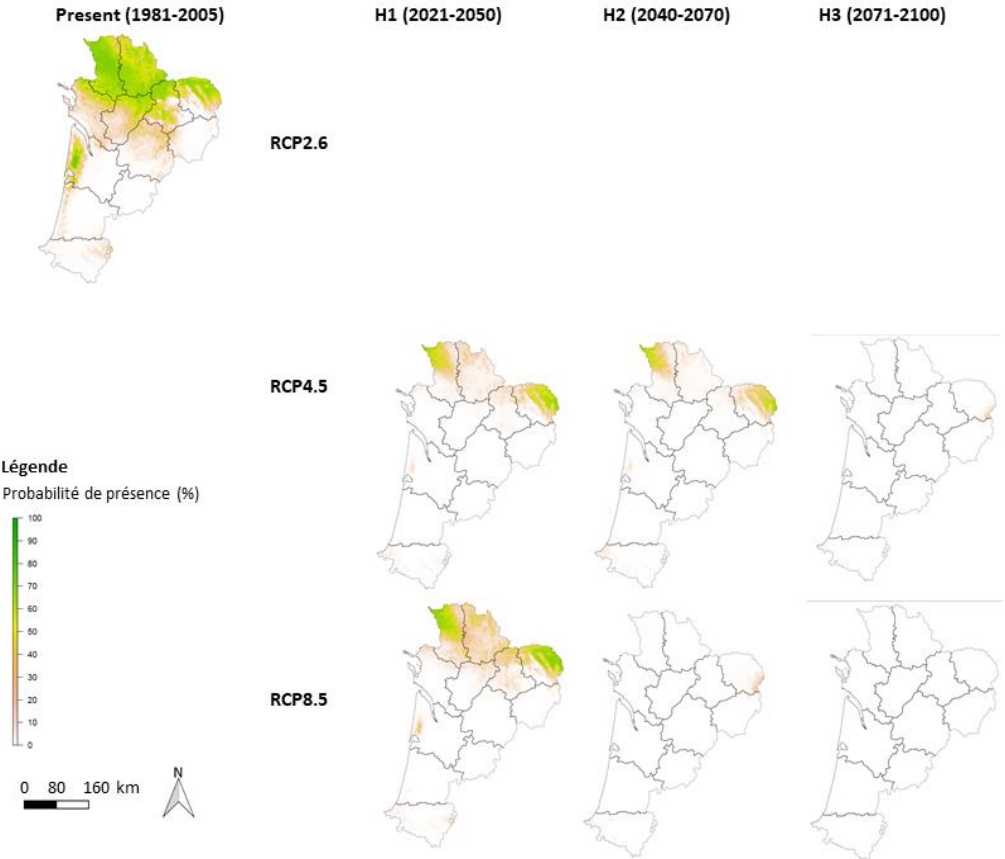 Present (1981-2005)
H1 (2021-2050)
H2 (2040-2070)
H3 (2071-2100)
RCP2.6
RCP4.5
Légende
Probabilité de présence (%)
100
90
80
70
60
50
40
30
20
10
0
RCP8.5
0 80 160 km
N